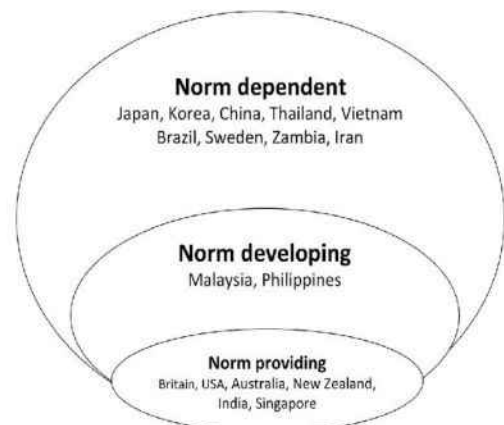 Norm dependent
Japan, Korea, China, Thailand, Vietnam
Brazil, Sweden, Zambia, Iran
Norm developing
Malaysia, Philippines
Norm providing
Britain, USA, Australia, New Zealand,
India, Singapore